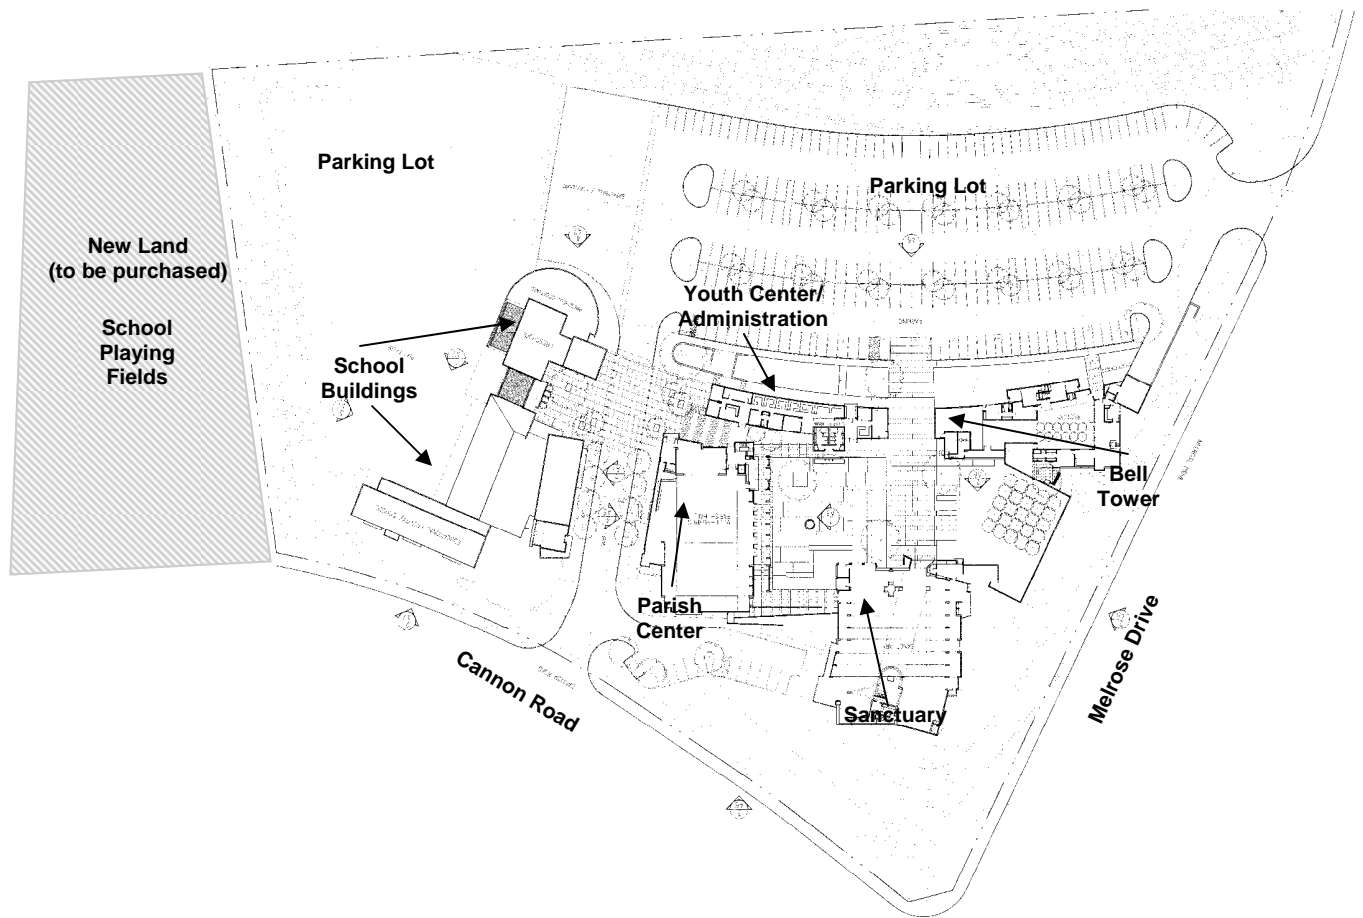 Parking Lot
Parking Lot
New Land
(to be purchased)
School
Playing
Fields
Youth Center/
Administration
School
Buildings
Bell
Tower
Parish
Center
Sanctuary
Cannon Road
Melrose Drive